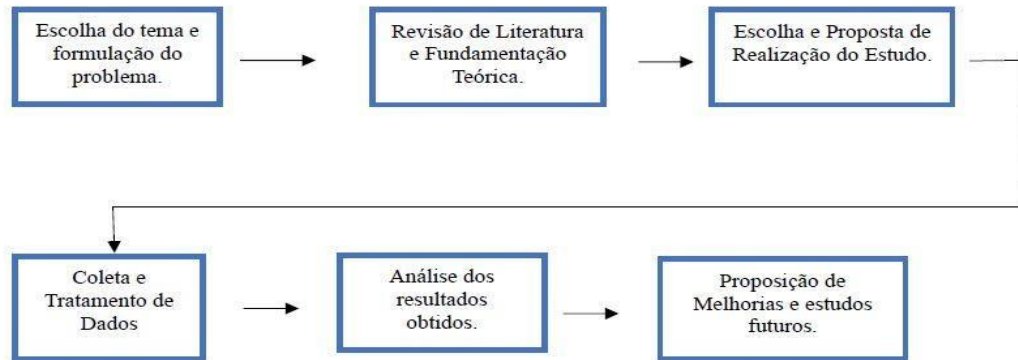 Escolha do tema e
formulação do
problema.
Revisão de Literatura
e Fundamentação
Teórica.
Escolha e Proposta de
Realização do Estudo.
Coleta e
Tratamento de
Dados
Análise dos
resultados
obtidos.
Proposição de
Melhorias e estudos
futuros.